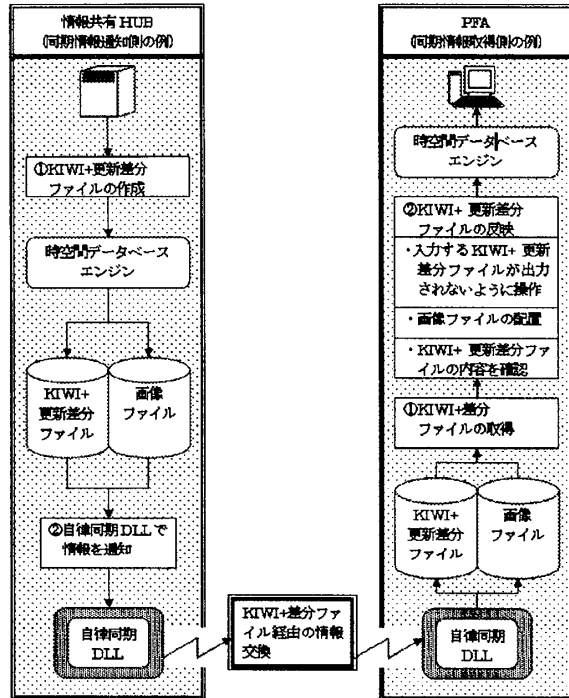 情報共有HUB
(同期情報通知側の例)
①KIWI+更新差分
ファイルの作成
時空間データベース
エンジン
KIWI+
更新差分
ファイル
画像
ファイル
②自律同期DLLで
情報を通知
自律同期
DLL
KIWI+差分ファ
イル経由の情報
交換
PFA
(同期情報取得側の例)
時空間データベース
エンジン
②KIWI+ 更新差分
ファイルの反映
・入力するKIWI+ 更新
差分ファイルが出力
されないように操作
・画像ファイルの配置
・KIWI+ 更新差分ファ
イルの内容を確認
①KIWI+差分
ファイルの取得
KIWI+
更新差分
ファイル
画像
ファイル
自律同期
DLL